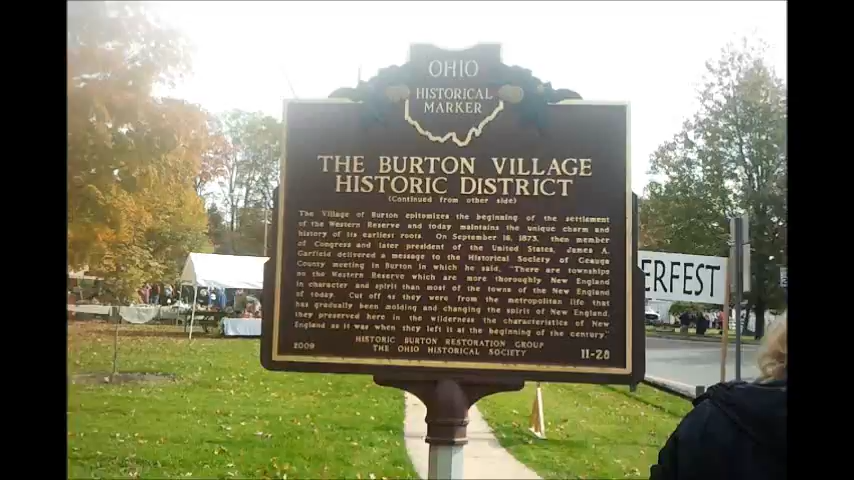 OHIO
HISTORICAL
MARKER
THE BURTON VILLAGE
HISTORIC DISTRICT
(Continued from other side)
The Village of Burton epitomizes the beginning of the settlement
of the Western Reserve and today maintains the unique charm and
history of its earliest roots. On September 16, 1873, then member
of Congress and later president of the United States, James A.
Garfield delivered a message to the Historical Society of Geauga
County meeting in Burton in which he said, "There are townships
on the Western Reserve which are more thoroughly New England
in character and spirit than most of the towns of the New England
of today. Cut off as they were from the metropolitan life that
has gradually been molding and changing the spirit of New England,
they preserved here in the wilderness the characteristics of New
England as it was when they left it at the beginning of the century."
HISTORIC BURTON RESTORATION GROUP
THE OHIO HISTORICAL SOCIETY
2009
11-28
ERFEST